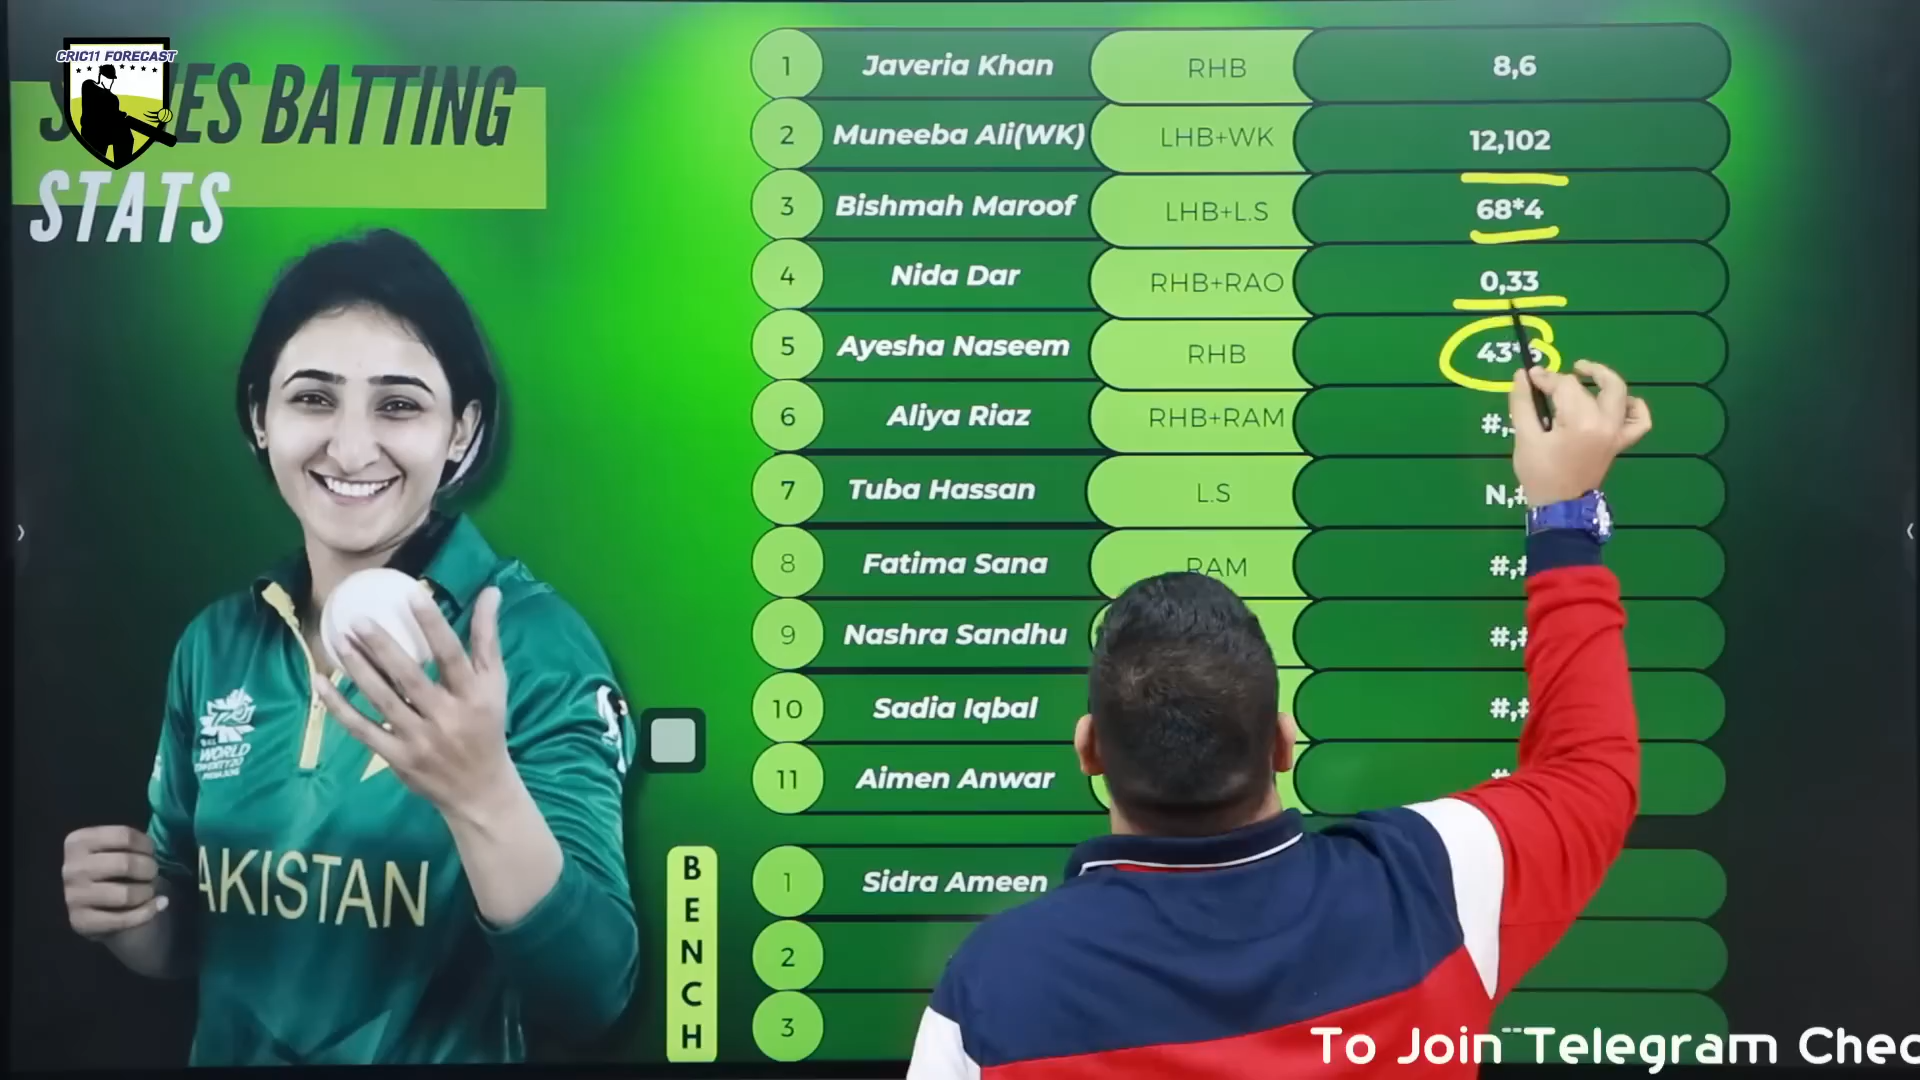 CRIC11 FORECAST
BATTING
STATS
1 Javeria Khan RHB 8,6
2 Muneeba Ali(WK) LHB+WK 12,102
3 Bishmah Maroof LHB+L.S 68*4
4 Nida Dar RHB+RAO 0,33
5 Ayesha Naseem RHB 43*
6 Aliya Riaz RHB+RAM #,
7 Tuba Hassan L.S N,#
8 Fatima Sana RAM #,#
9 Nashra Sandhu #,#
10 Sadia Iqbal #,#
11 Aimen Anwar #
BENCH
1 Sidra Ameen
2
3
WORLD
TWENTY20
AKISTAN
To Join Telegram Chec